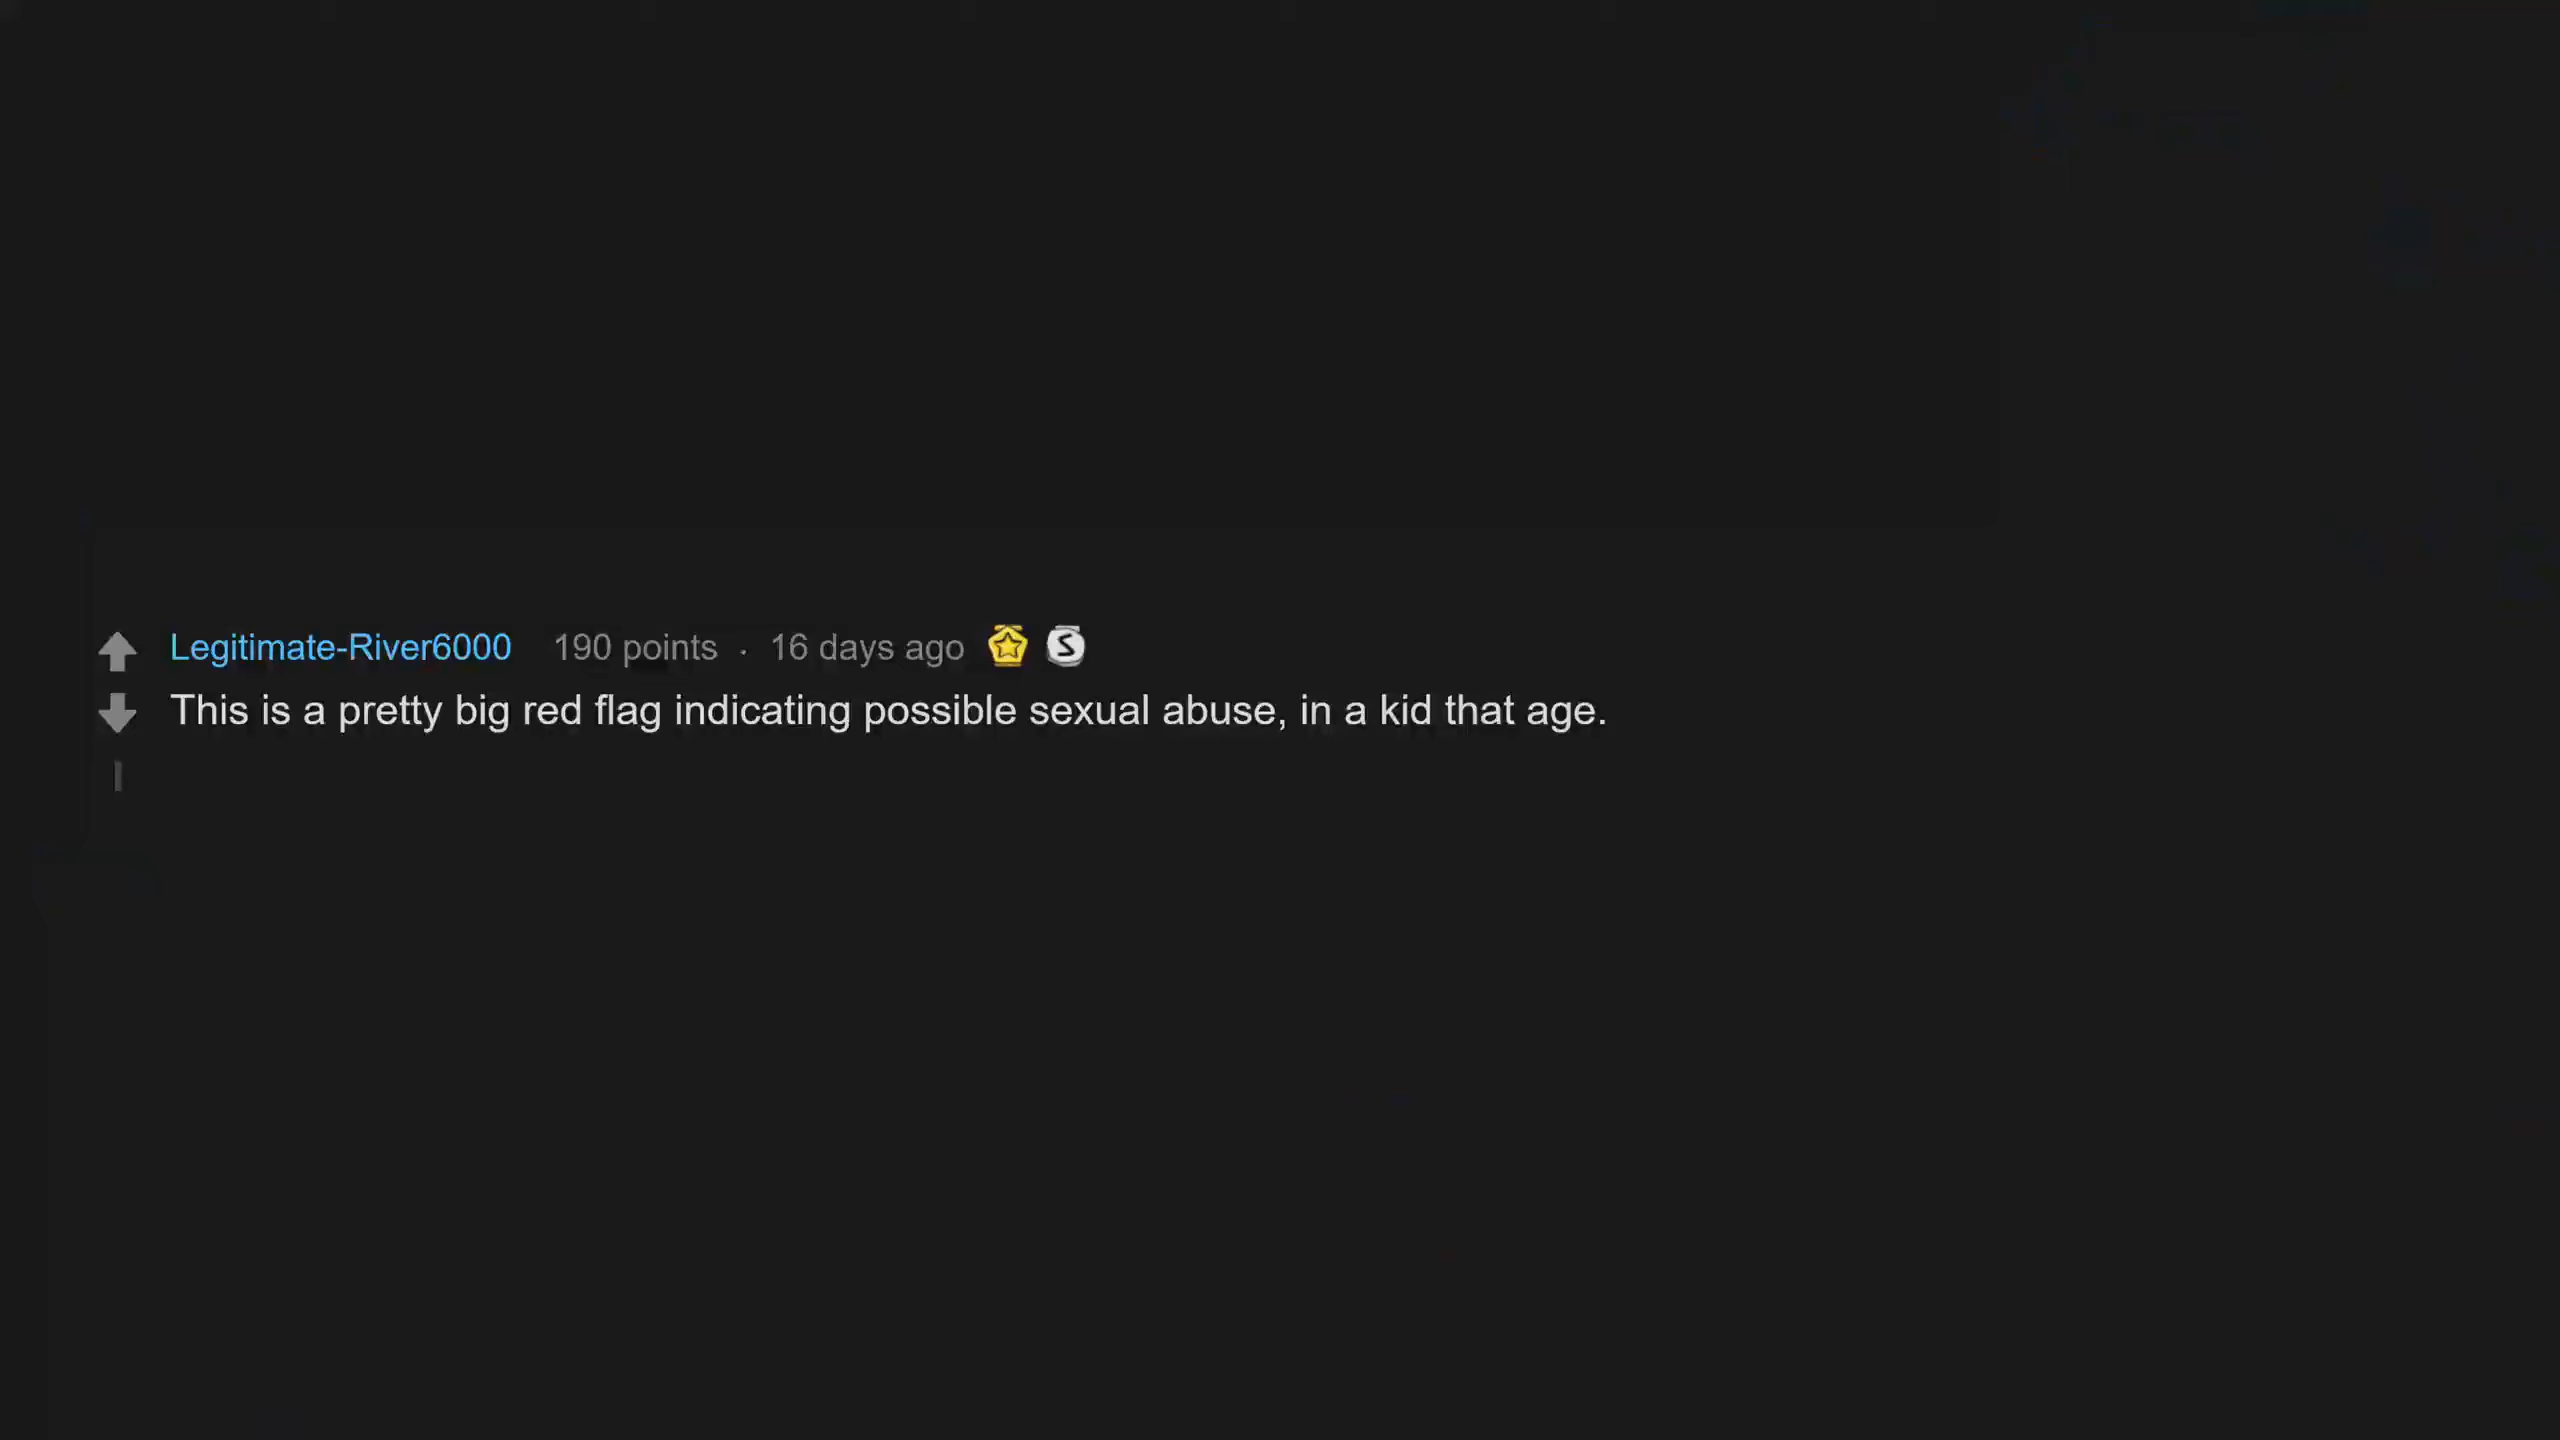 Legitimate-River6000 190 points · 16 days ago
This is a pretty big red flag indicating possible sexual abuse, in a kid that age.